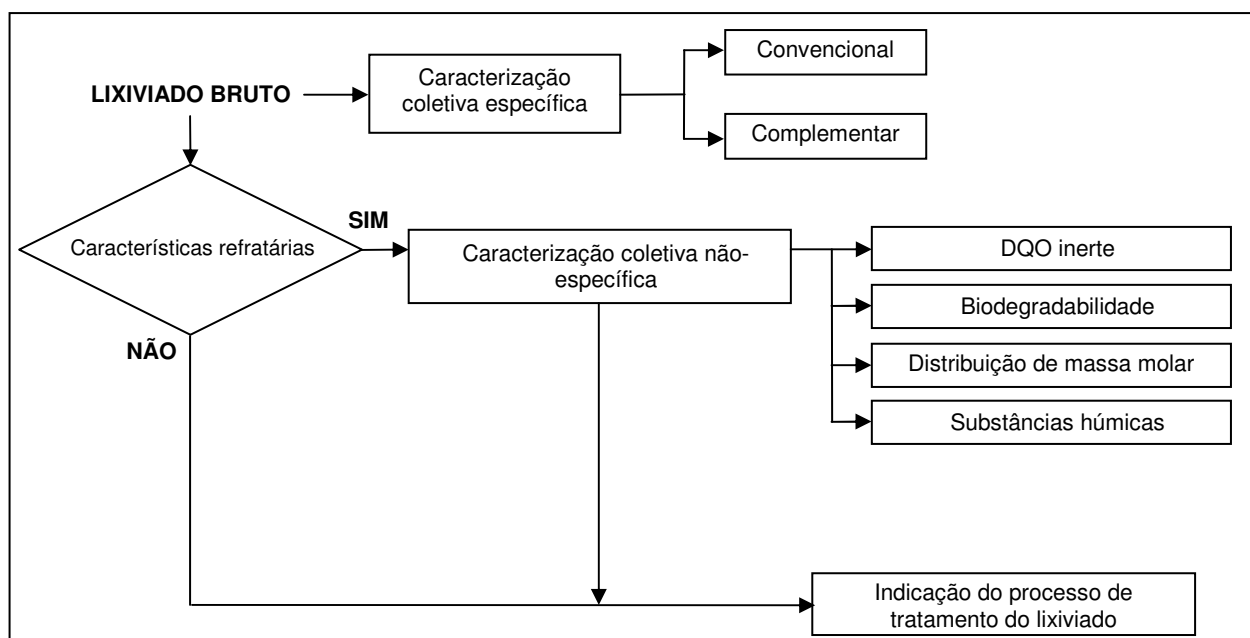 Convencional
LIXIVIADO BRUTO
Caracterização
coletiva específica
Complementar
SIM
Características refratárias
Caracterização coletiva não-
específica
DQO inerte
Biodegradabilidade
Distribuição de massa molar
Substâncias húmicas
NÃO
Indicação do processo de
tratamento do lixiviado